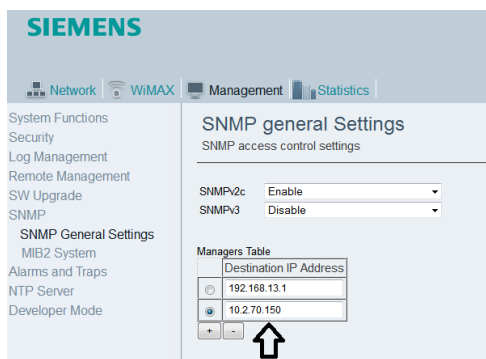 SIEMENS
Network WiMAX Management Statistics
System Functions
Security
Log Management
Remote Management
SW Upgrade
SNMP
SNMP General Settings
MIB2 System
Alarms and Traps
NTP Server
Developer Mode
SNMP general Settings
SNMP access control settings
SNMPv2c Enable
SNMPv3 Disable
Managers Table
Destination IP Address
192.168.13.1
10.2.70.150
+ -